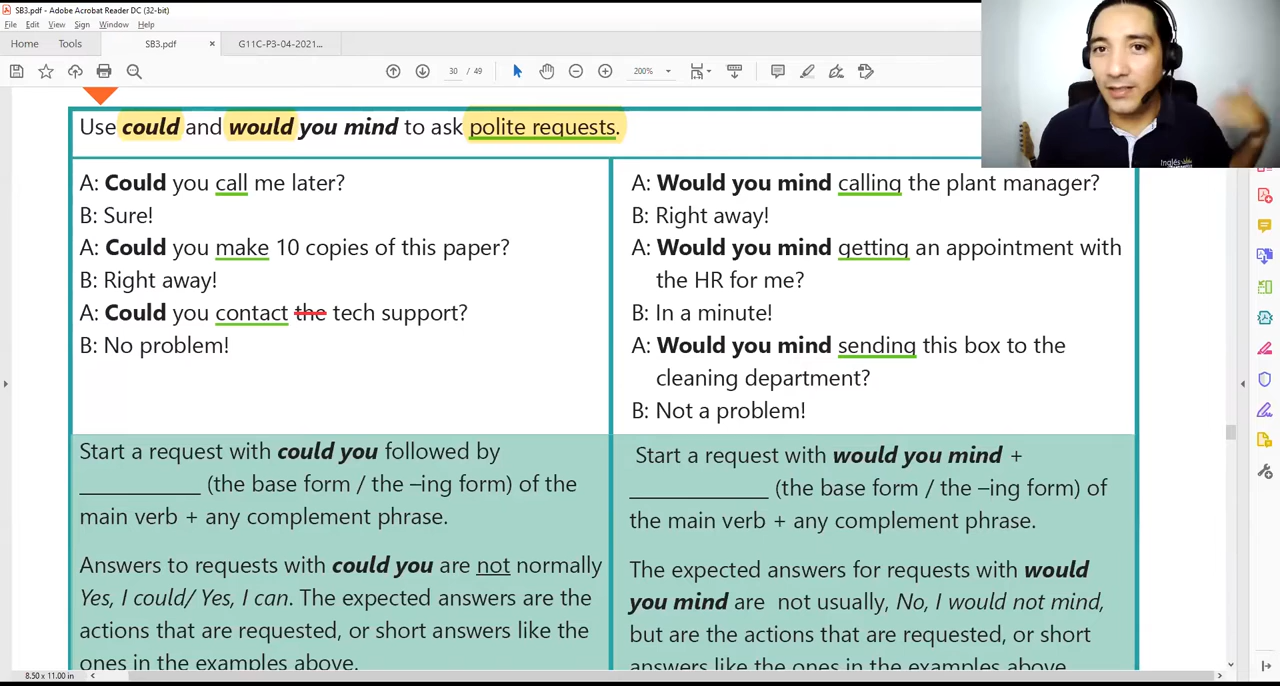 SB3.pdf - Adobe Acrobat Reader DC (32-bit)
File Edit View Sign Window Help
Home Tools SB3.pdf × G11C-P3-04-2021...
30 / 49 200%
Use could and would you mind to ask polite requests.
A: Could you call me later?
B: Sure!
A: Could you make 10 copies of this paper?
B: Right away!
A: Could you contact the tech support?
B: No problem!
A: Would you mind calling the plant manager?
B: Right away!
A: Would you mind getting an appointment with
the HR for me?
B: In a minute!
A: Would you mind sending this box to the
cleaning department?
B: Not a problem!
Start a request with could you followed by
___________ (the base form / the –ing form) of the
main verb + any complement phrase.
Answers to requests with could you are not normally
Yes, I could/ Yes, I can. The expected answers are the
actions that are requested, or short answers like the
ones in the examples above.
Start a request with would you mind +
_____________ (the base form / the –ing form) of
the main verb + any complement phrase.
The expected answers for requests with would
you mind are not usually, No, I would not mind,
but are the actions that are requested, or short
answers like the ones in the examples above.
8.50 x 11.00 in
Inglés